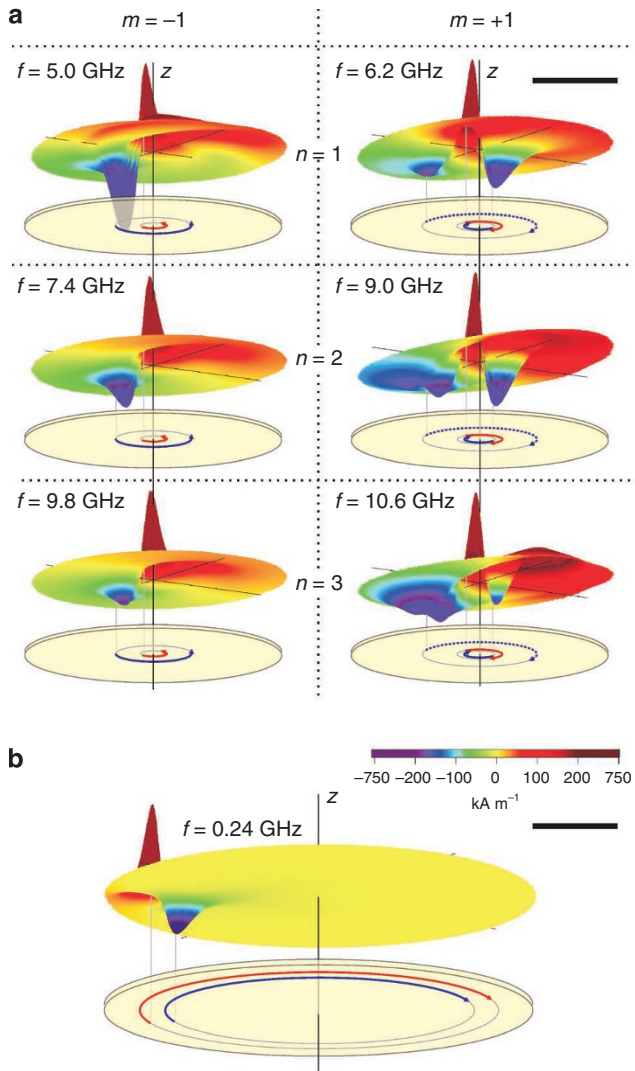 a
m = –1
m = +1
f = 5.0 GHz
z
f = 6.2 GHz
z
n = 1
f = 7.4 GHz
f = 9.0 GHz
n = 2
f = 9.8 GHz
f = 10.6 GHz
n = 3
b
–750 –200 –100 0 100 200 750
kA m⁻¹
z
f = 0.24 GHz